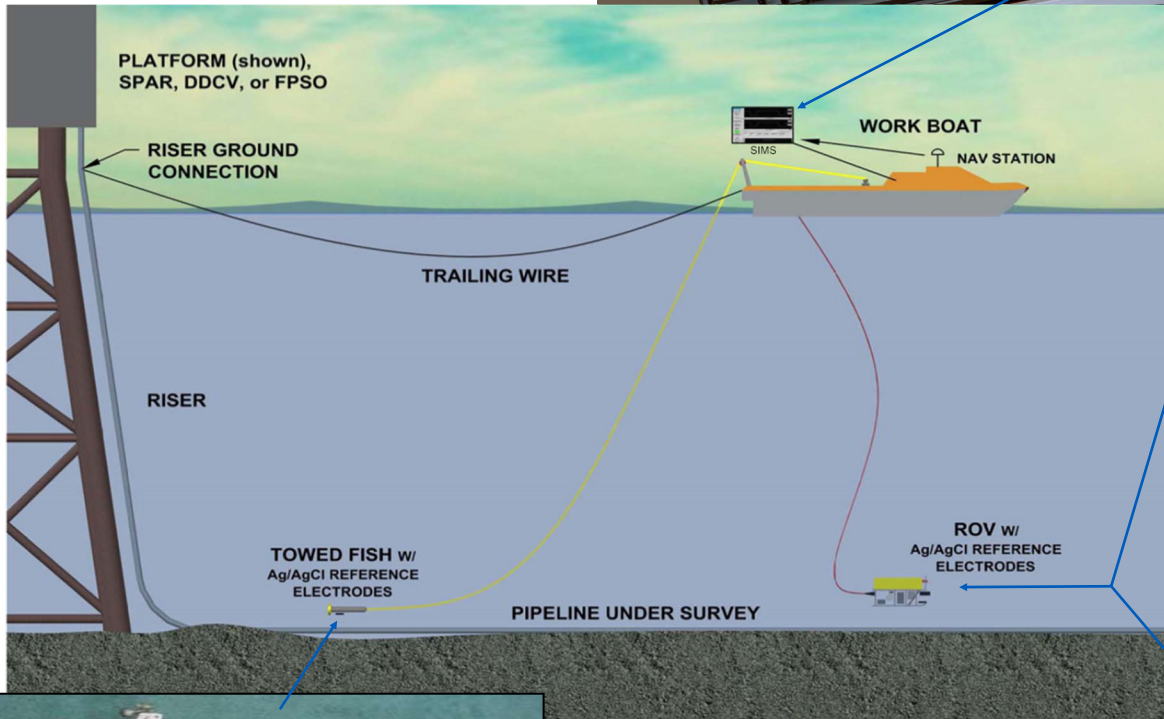 PLATFORM (shown),
SPAR, DDCV, or FPSO
RISER GROUND
CONNECTION
SIMS
WORK BOAT
NAV STATION
TRAILING WIRE
RISER
TOWED FISH W/
Ag/AgCl REFERENCE
ELECTRODES
ROV W/
Ag/AgCl REFERENCE
ELECTRODES
PIPELINE UNDER SURVEY